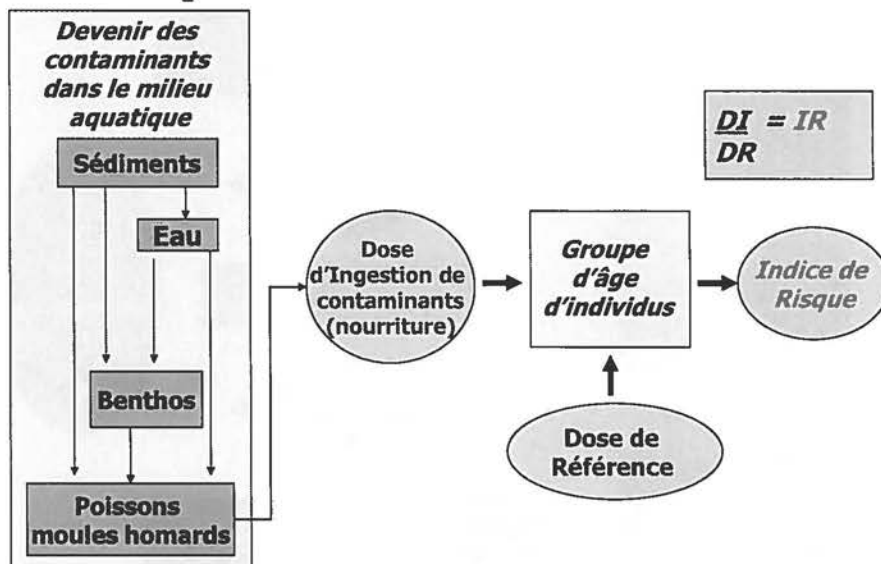 Devenir des
contaminants
dans le milieu
aquatique
Sédiments
Eau
Benthos
Poissons
moules homards
Dose
d'Ingestion de
contaminants
(nourriture)
Groupe
d'âge
d'individus
Dose de
Référence
DI = IR
DR
Indice de
Risque